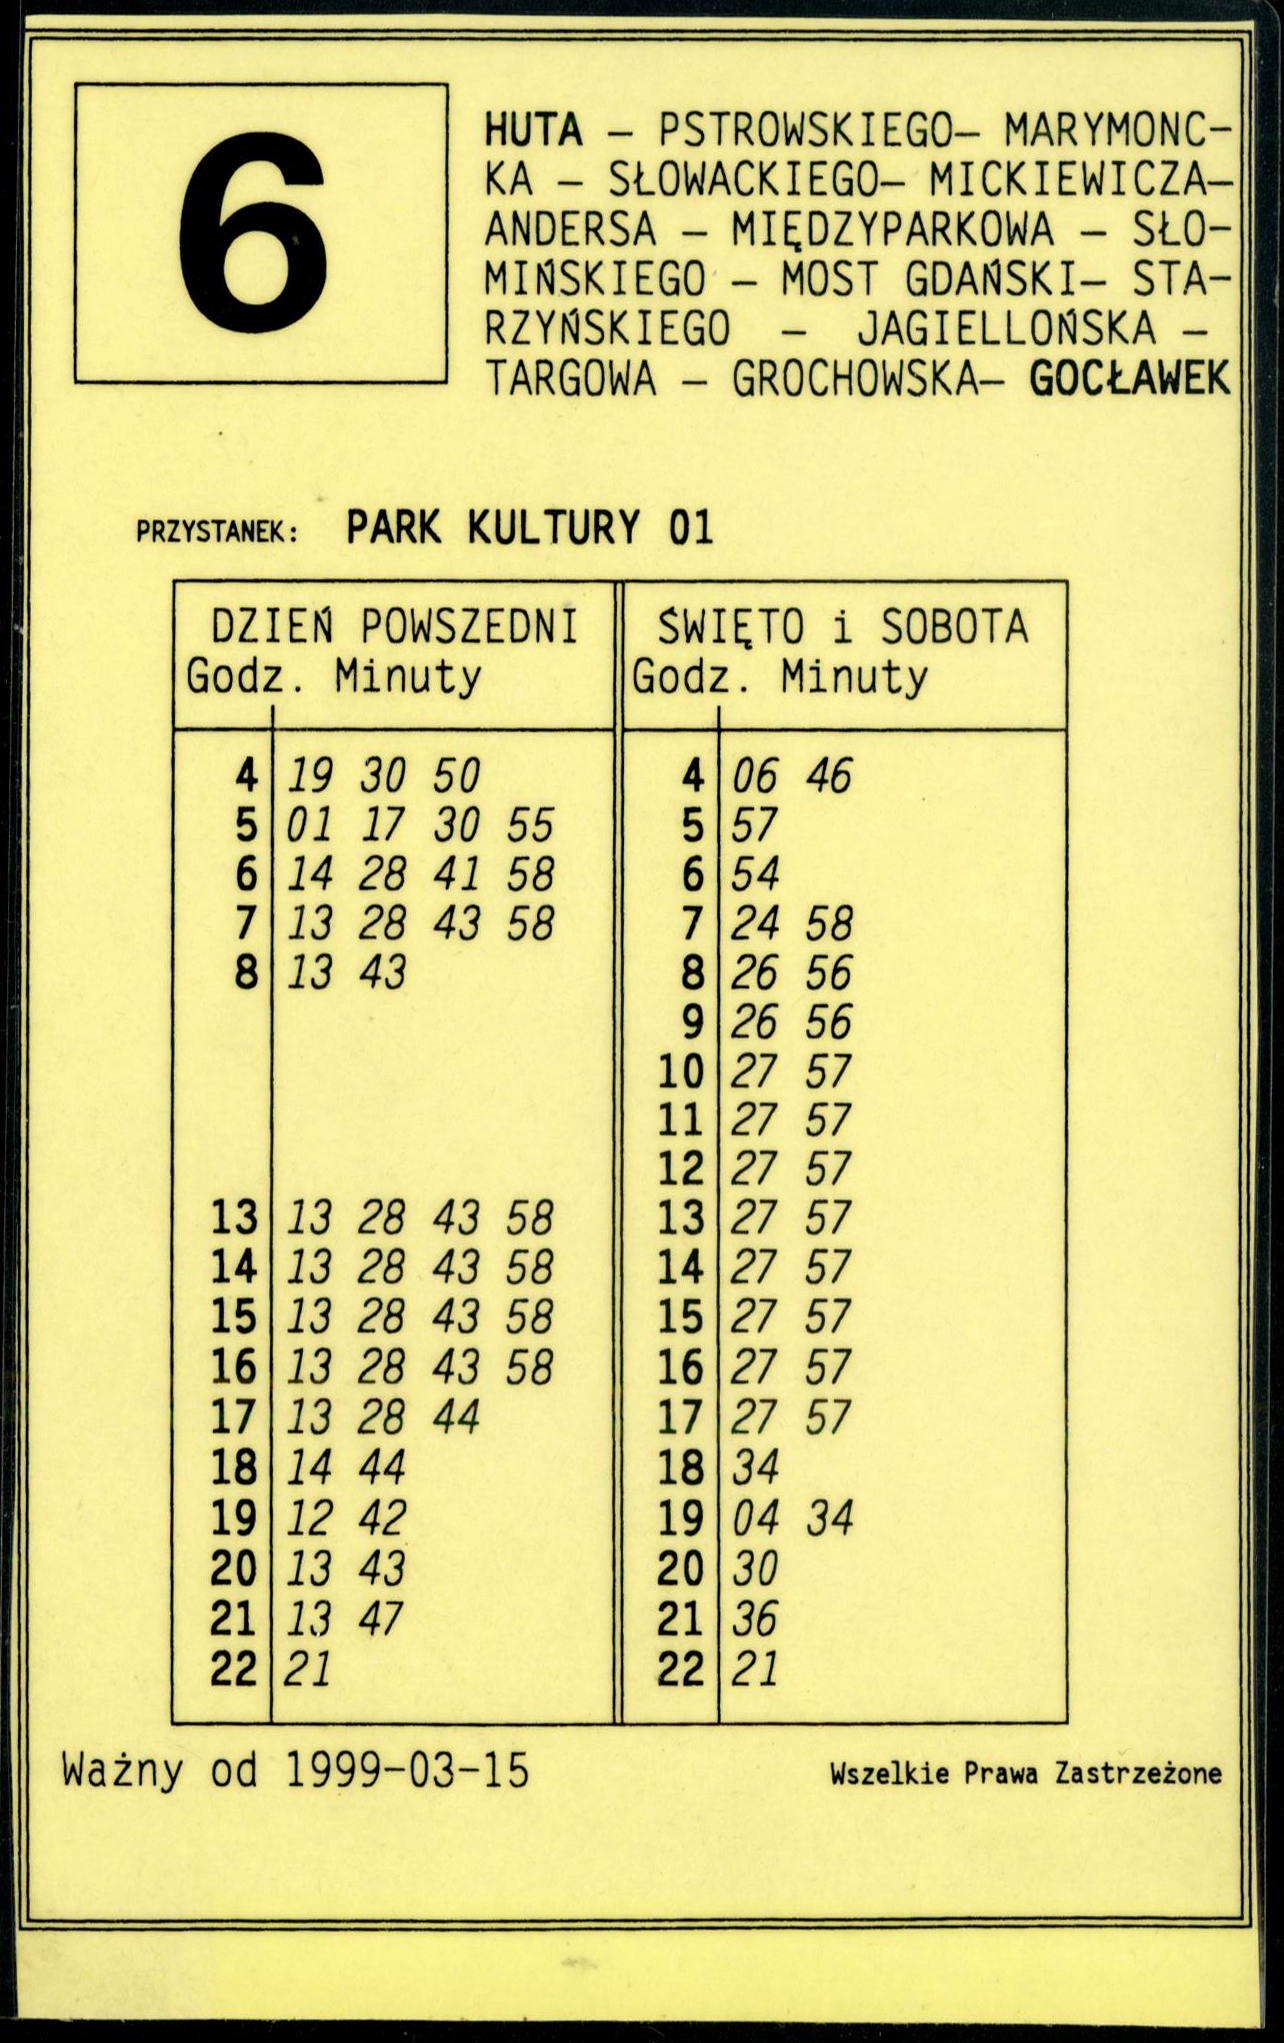 6
HUTA – PSTROWSKIEGO– MARYMONC–
KA – SŁOWACKIEGO– MICKIEWICZA–
ANDERSA – MIĘDZYPARKOWA – SŁO–
MIŃSKIEGO – MOST GDAŃSKI– STA–
RZYŃSKIEGO – JAGIELLOŃSKA –
TARGOWA – GROCHOWSKA– GOCŁAWEK
PRZYSTANEK: PARK KULTURY 01
DZIEŃ POWSZEDNI ŚWIĘTO i SOBOTA
Godz. Minuty Godz. Minuty
4 19 30 50 4 06 46
5 01 17 30 55 5 57
6 14 28 41 58 6 54
7 13 28 43 58 7 24 58
8 13 43 8 26 56
9 26 56
10 27 57
11 27 57
12 27 57
13 13 28 43 58 13 27 57
14 13 28 43 58 14 27 57
15 13 28 43 58 15 27 57
16 13 28 43 58 16 27 57
17 13 28 44 17 27 57
18 14 44 18 34
19 12 42 19 04 34
20 13 43 20 30
21 13 47 21 36
22 21 22 21
Ważny od 1999–03–15 Wszelkie Prawa Zastrzeżone